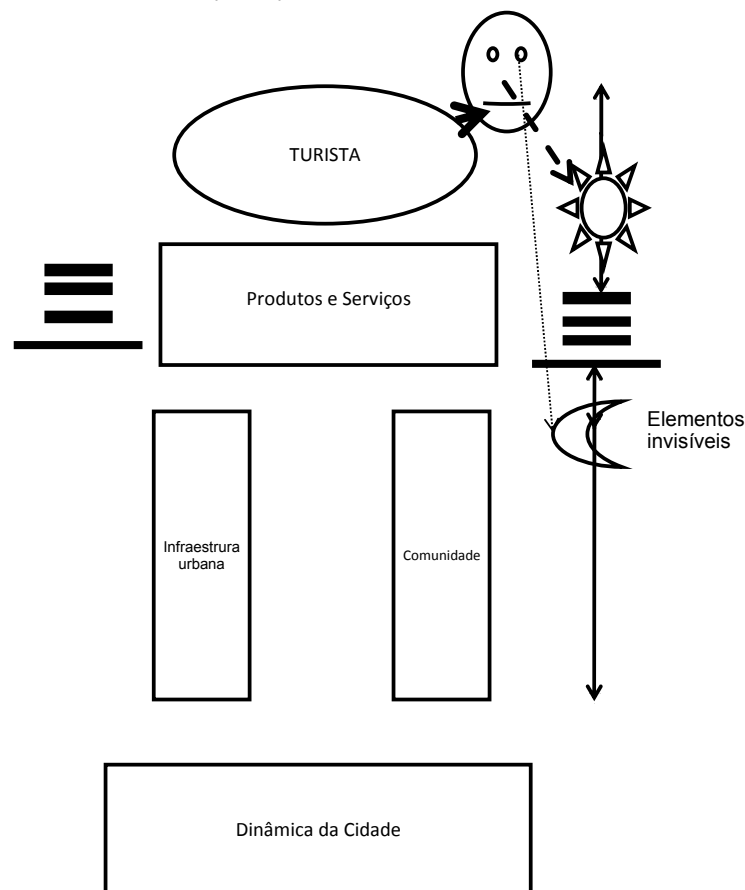 TURISTA
Produtos e Serviços
Elementos
invisíveis
Infraestrura
urbana
Comunidade
Dinâmica da Cidade